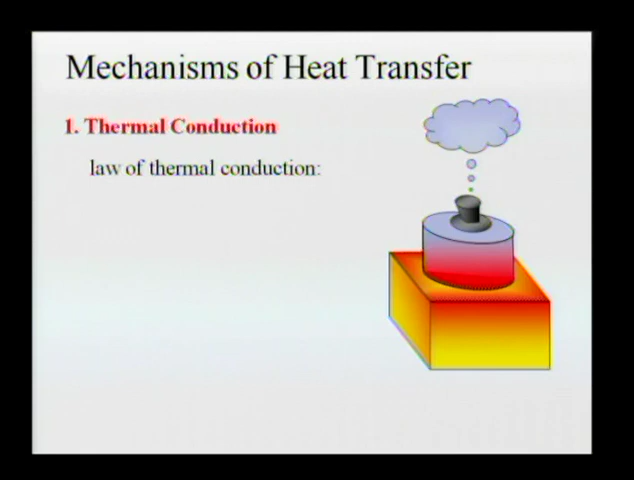 Mechanisms of Heat Transfer
1. Thermal Conduction
law of thermal conduction: